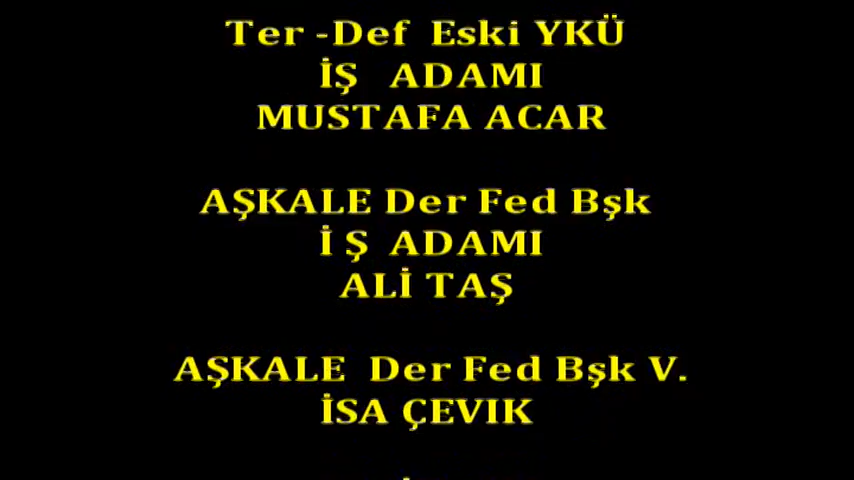 Ter -Def Eski YKÜ
İŞ ADAMI
MUSTAFA ACAR
AŞKALE Der Fed Bşk
İ Ş ADAMI
ALİ TAŞ
AŞKALE Der Fed Bşk V.
İSA ÇEVIK